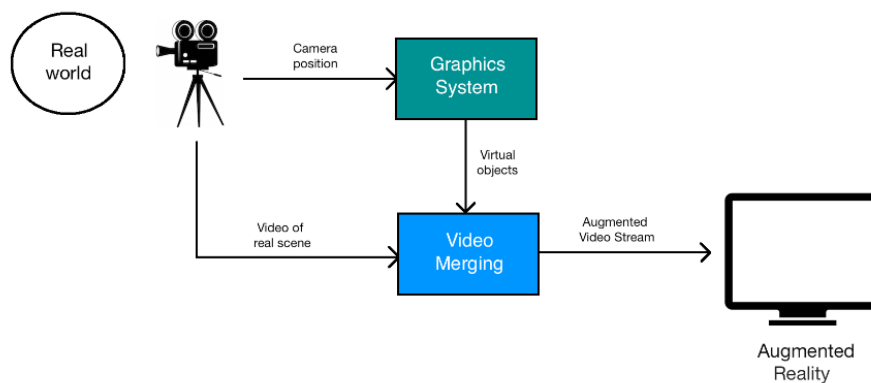 Real
world
Camera
position
Graphics
System
Virtual
objects
Video of
real scene
Video
Merging
Augmented
Video Stream
Augmented
Reality